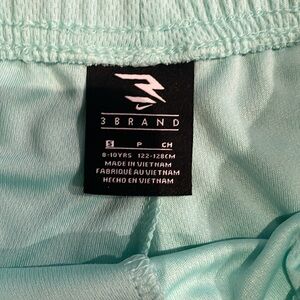 3BRAND
S P CH
8-10YRS 122-128CM
MADE IN VIETNAM
FABRIQUÉ AU VIETNAM
HECHO EN VIETNAM